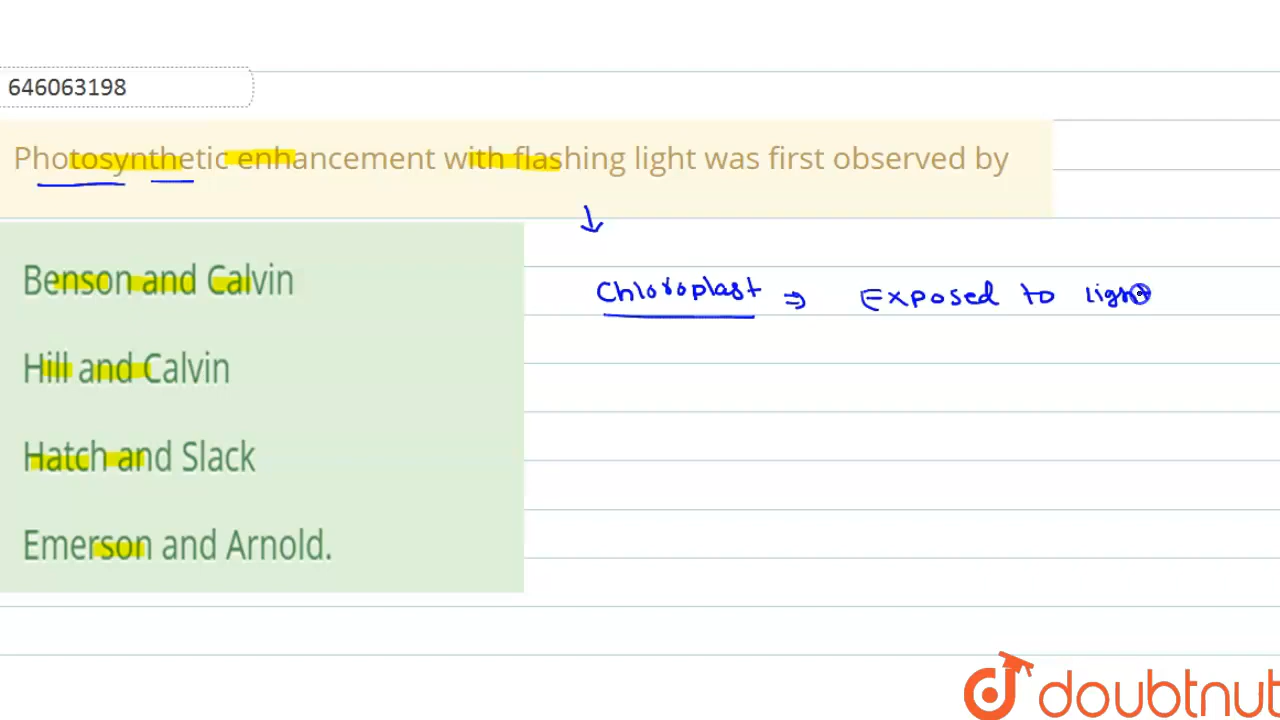 646063198
Photosynthetic enhancement with flashing light was first observed by
Benson and Calvin
Chloroplast ⇒ Exposed to light
Hill and Calvin
Hatch and Slack
Emerson and Arnold.
doubtnut